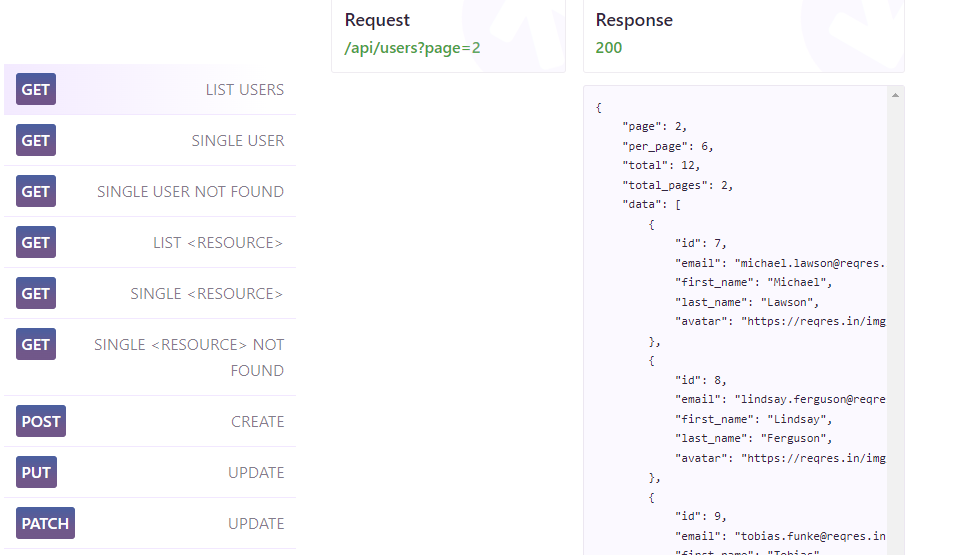 Request
/api/users?page=2
Response
200
GET LIST USERS
GET SINGLE USER
GET SINGLE USER NOT FOUND
GET LIST <RESOURCE>
GET SINGLE <RESOURCE>
GET SINGLE <RESOURCE> NOT
FOUND
POST CREATE
PUT UPDATE
PATCH UPDATE
{
"page": 2,
"per_page": 6,
"total": 12,
"total_pages": 2,
"data": [
{
"id": 7,
"email": "michael.lawson@reqres.
"first_name": "Michael",
"last_name": "Lawson",
"avatar": "https://reqres.in/img
},
{
"id": 8,
"email": "lindsay.ferguson@reqre
"first_name": "Lindsay",
"last_name": "Ferguson",
"avatar": "https://reqres.in/img
},
{
"id": 9,
"email": "tobias.funke@reqres.in
"first_name": "Tobias"